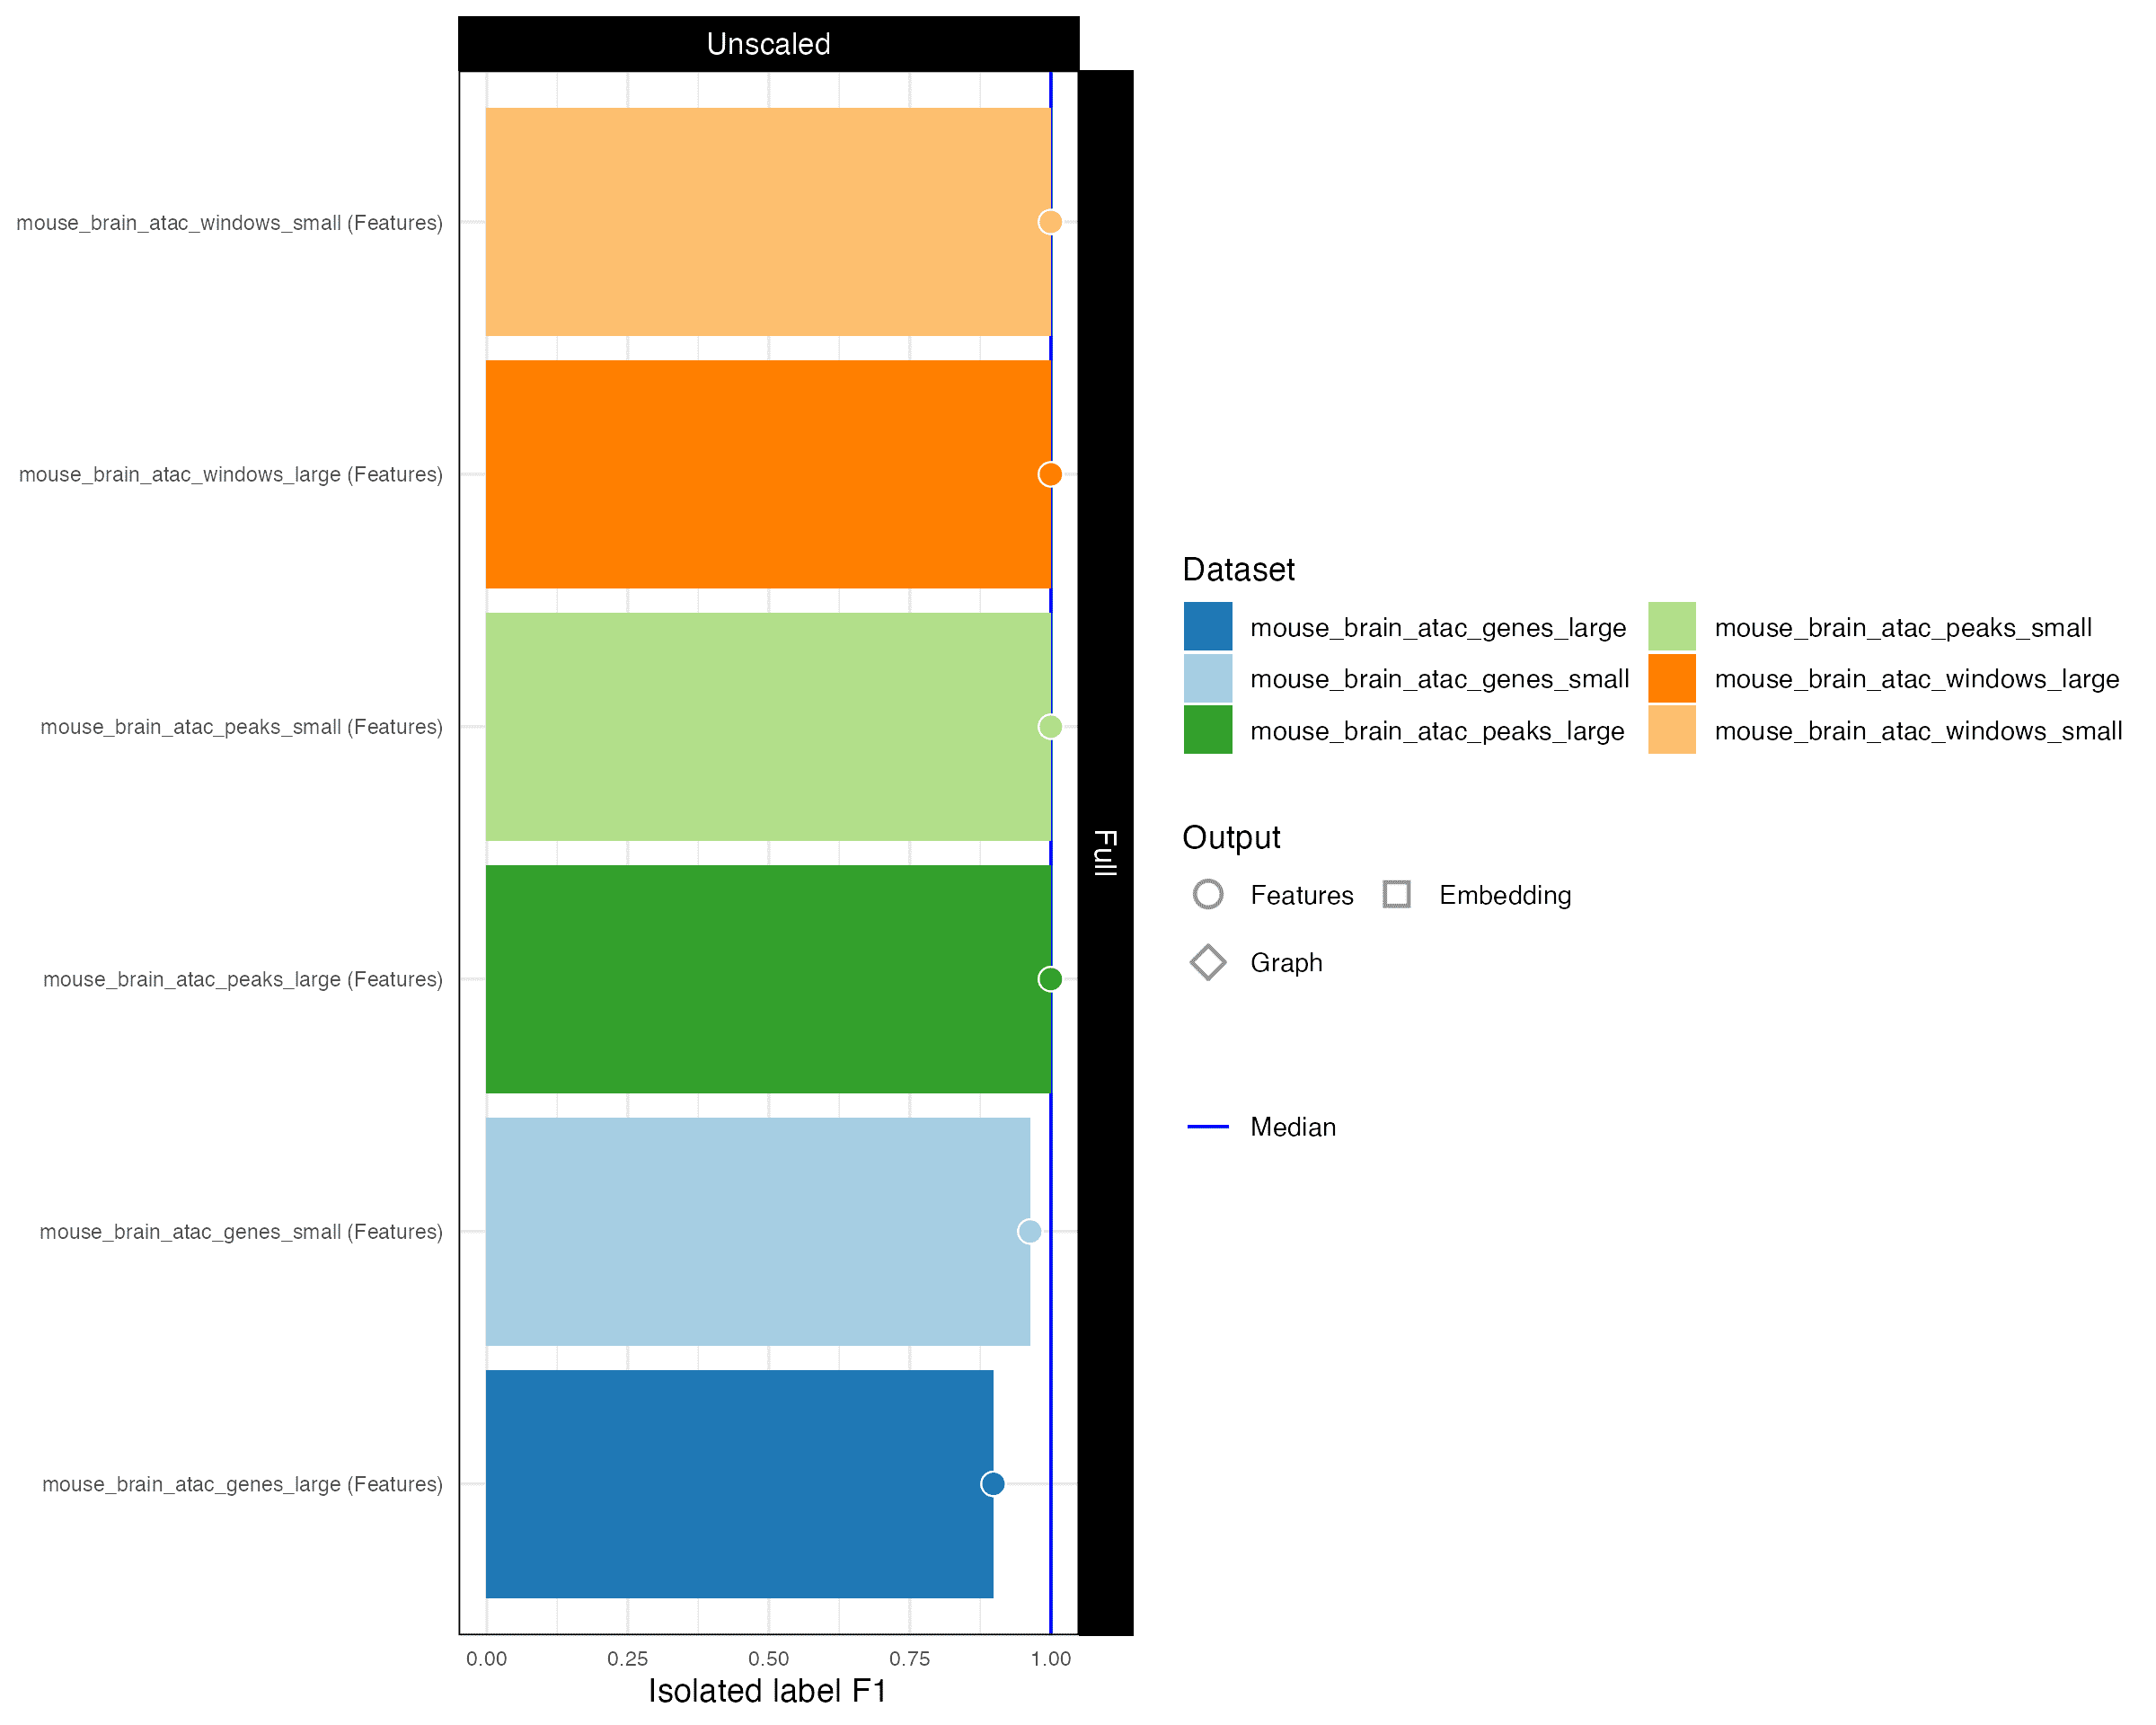 Unscaled
mouse_brain_atac_windows_small (Features)
mouse_brain_atac_windows_large (Features)
mouse_brain_atac_peaks_small (Features)
mouse_brain_atac_peaks_large (Features)
mouse_brain_atac_genes_small (Features)
mouse_brain_atac_genes_large (Features)
0.00 0.25 0.50 0.75 1.00
Isolated label F1
Full
Dataset
mouse_brain_atac_genes_large mouse_brain_atac_peaks_small
mouse_brain_atac_genes_small mouse_brain_atac_windows_large
mouse_brain_atac_peaks_large mouse_brain_atac_windows_small
Output
Features Embedding
Graph
Median